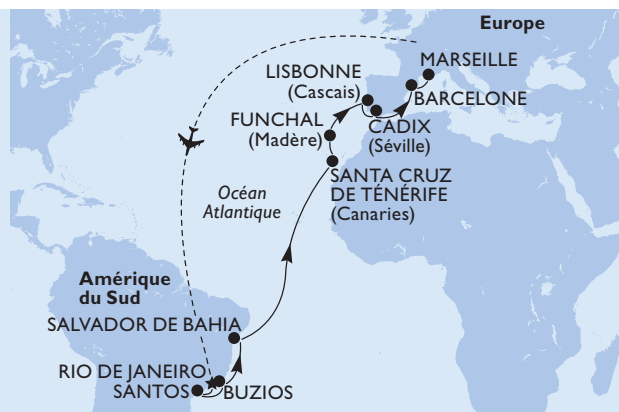 Europe
MARSEILLE
LISBONNE
(Cascais)
BARCELONE
FUNCHAL
(Madère)
CADIX
(Séville)
SANTA CRUZ
DE TÉNÉRIFE
(Canaries)
Océan
Atlantique
Amérique
du Sud
SALVADOR DE BAHIA
RIO DE JANEIRO
SANTOS
BUZIOS